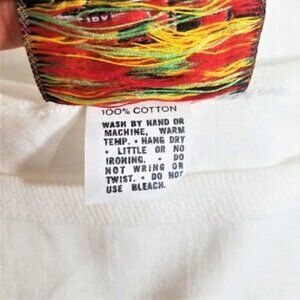 100% COTTON
WASH BY HAND OR
MACHINE, WARM
TEMP. • HANG DRY
• LITTLE OR NO
IRONING. • DO
NOT WRING OR
TWIST. • DO NOT
USE BLEACH.